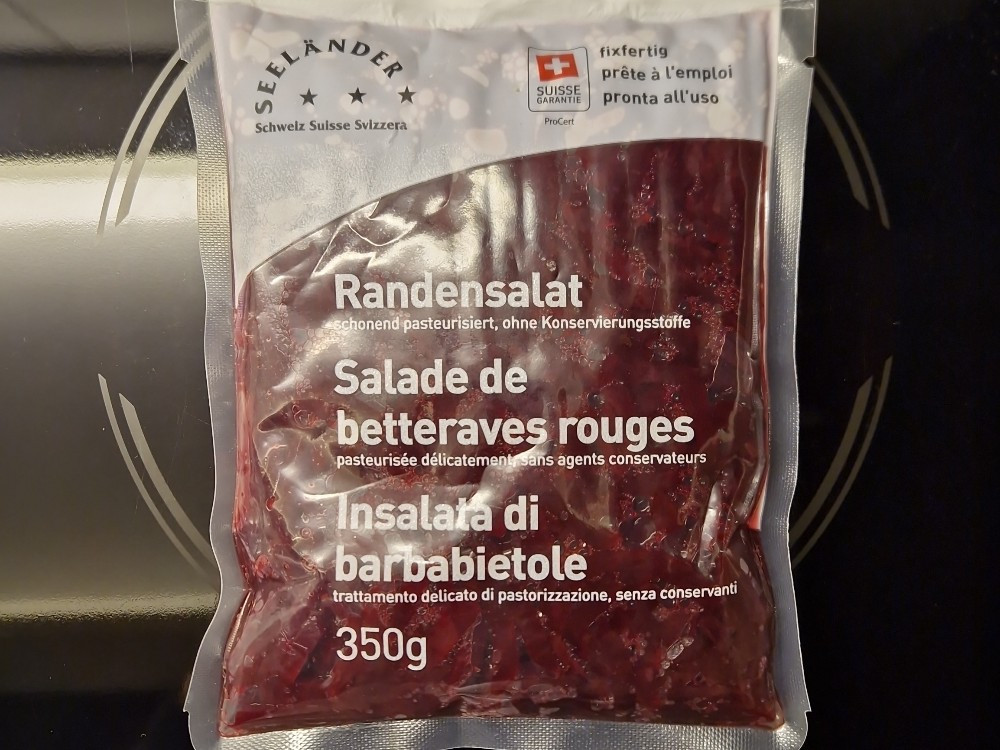 SEELÄNDER
Schweiz Suisse Svizzera
SUISSE
GARANTIE
ProCert
fixfertig
prête à l'emploi
pronta all'uso
Randensalat
schonend pasteurisiert, ohne Konservierungsstoffe
Salade de
betteraves rouges
pasteurisée délicatement, sans agents conservateurs
Insalata di
barbabietole
trattamento delicato di pastorizzazione, senza conservanti
350g